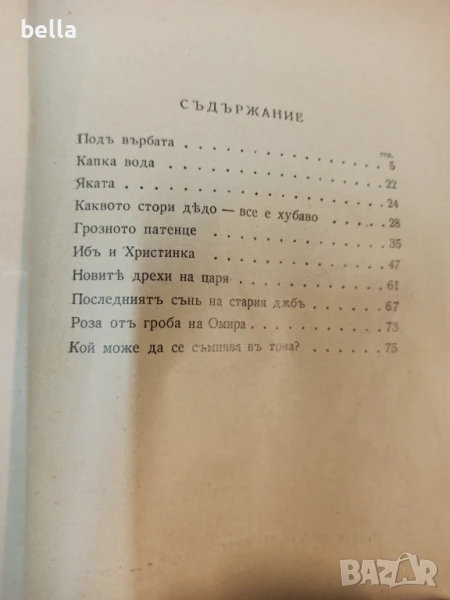 bella
СЪДЪРЖАНИЕ
стр.
Подъ върбата . . . . . . . . . . . . . 5
Капка вода . . . . . . . . . . . . . . 22
Яката . . . . . . . . . . . . . . . . 24
Каквото стори дѣдо — все е хубаво . . . . 28
Грозното патенце . . . . . . . . . . . 35
Ибъ и Христинка . . . . . . . . . . . 47
Новитѣ дрехи на царя . . . . . . . . . 61
Последниятъ сънь на стария дѫбъ . . . . . 67
Роза отъ гроба на Омира . . . . . . . . 73
Кой може да се съмнява въ това? . . . . . 75
BAZAR